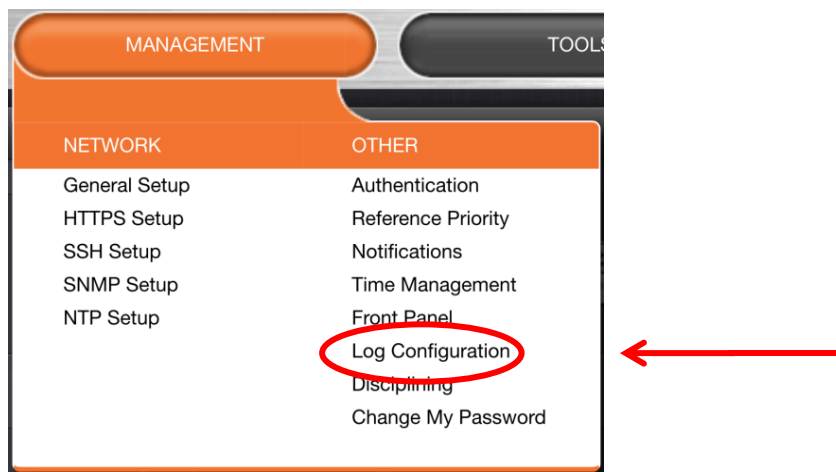 MANAGEMENT
NETWORK
General Setup
HTTPS Setup
SSH Setup
SNMP Setup
NTP Setup
OTHER
Authentication
Reference Priority
Notifications
Time Management
Front Panel
Log Configuration
Disciplining
Change My Password
TOOLS